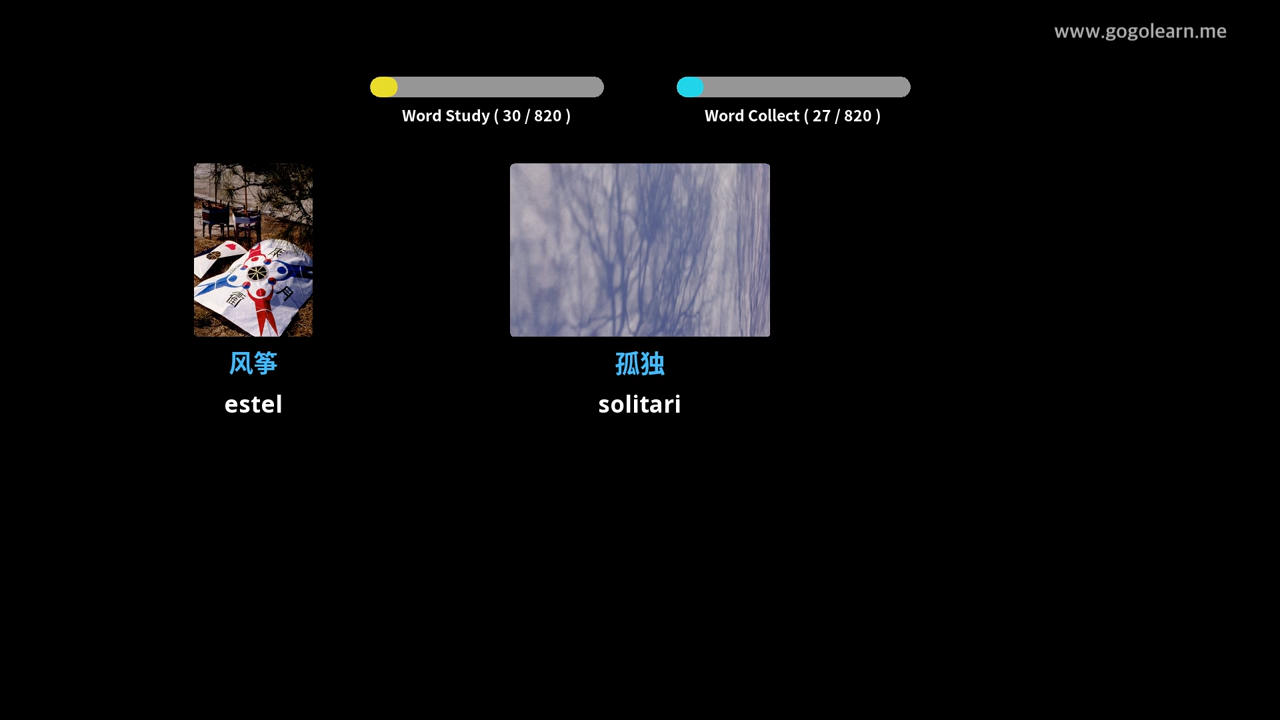 www.gogolearn.me
Word Study ( 30 / 820 )
Word Collect ( 27 / 820 )
风筝
estel
孤独
solitari